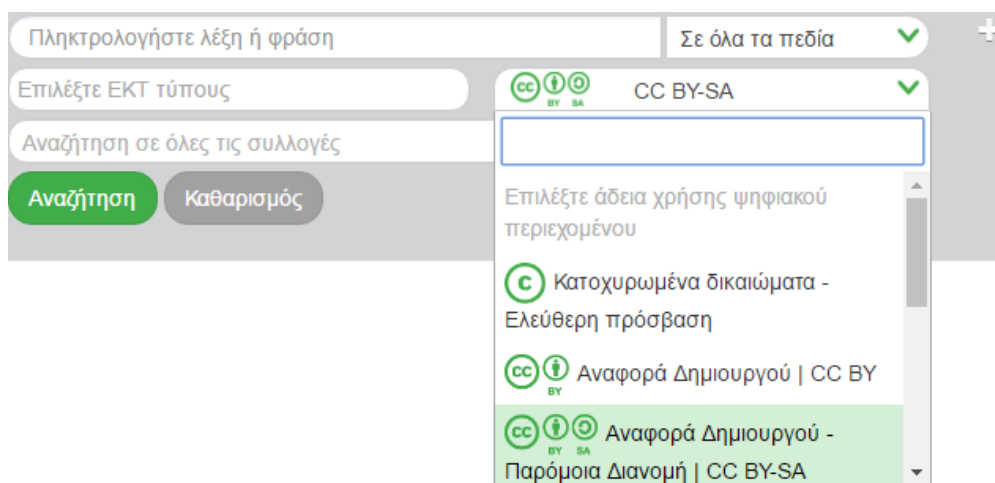 Πληκτρολογήστε λέξη ή φράση
Σε όλα τα πεδία
Επιλέξτε ΕΚΤ τύπους
cc BY SA CC BY-SA
Αναζήτηση σε όλες τις συλλογές
Αναζήτηση
Καθαρισμός
Επιλέξτε άδεια χρήσης ψηφιακού
περιεχομένου
c Κατοχυρωμένα δικαιώματα -
Ελεύθερη πρόσβαση
cc BY Αναφορά Δημιουργού | CC BY
cc BY SA Αναφορά Δημιουργού -
Παρόμοια Διανομή | CC BY-SA